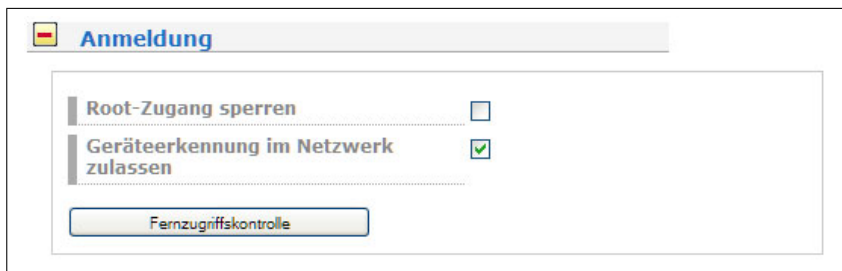 Anmeldung
Root-Zugang sperren
Geräteerkennung im Netzwerk
zulassen
Fernzugriffskontrolle